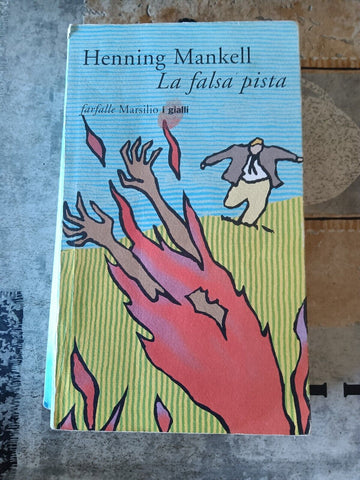 Henning Mankell
La falsa pista
farfalle Marsilio i gialli